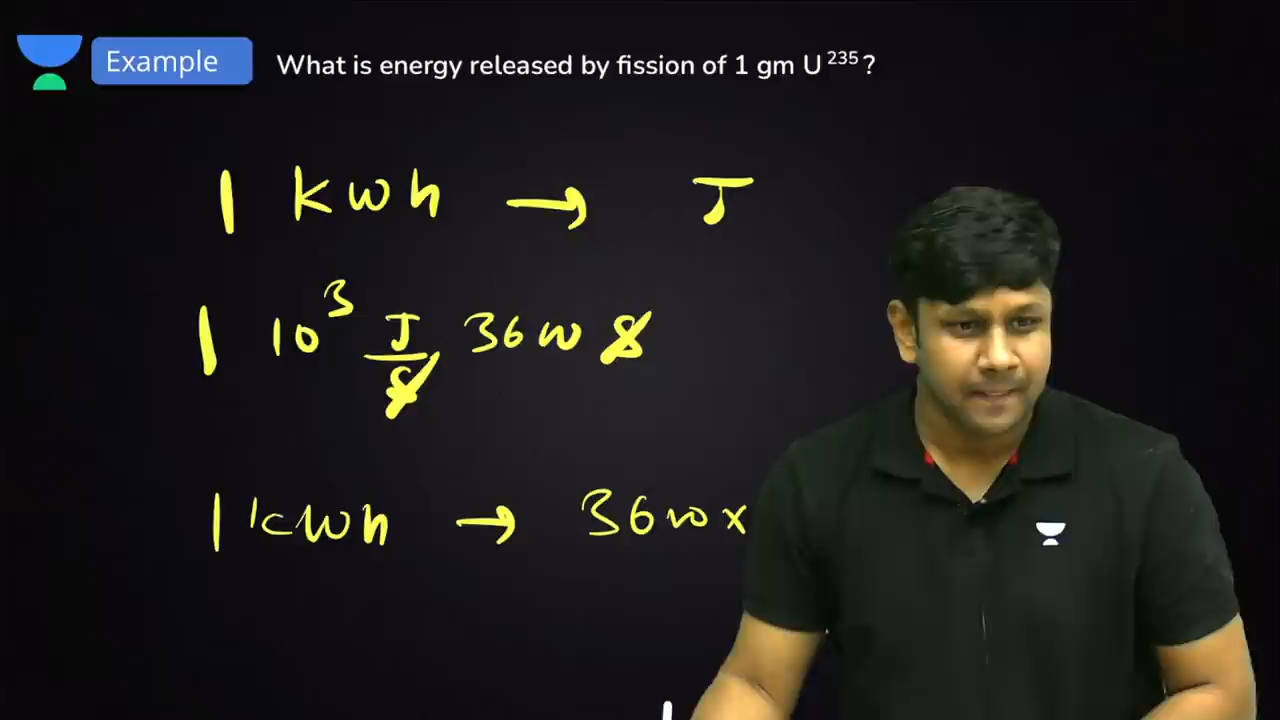 Example What is energy released by fission of 1 gm U²³⁵?
1 kwh → J
1 10³ J/s 3600 s
1 kwh → 3600 x